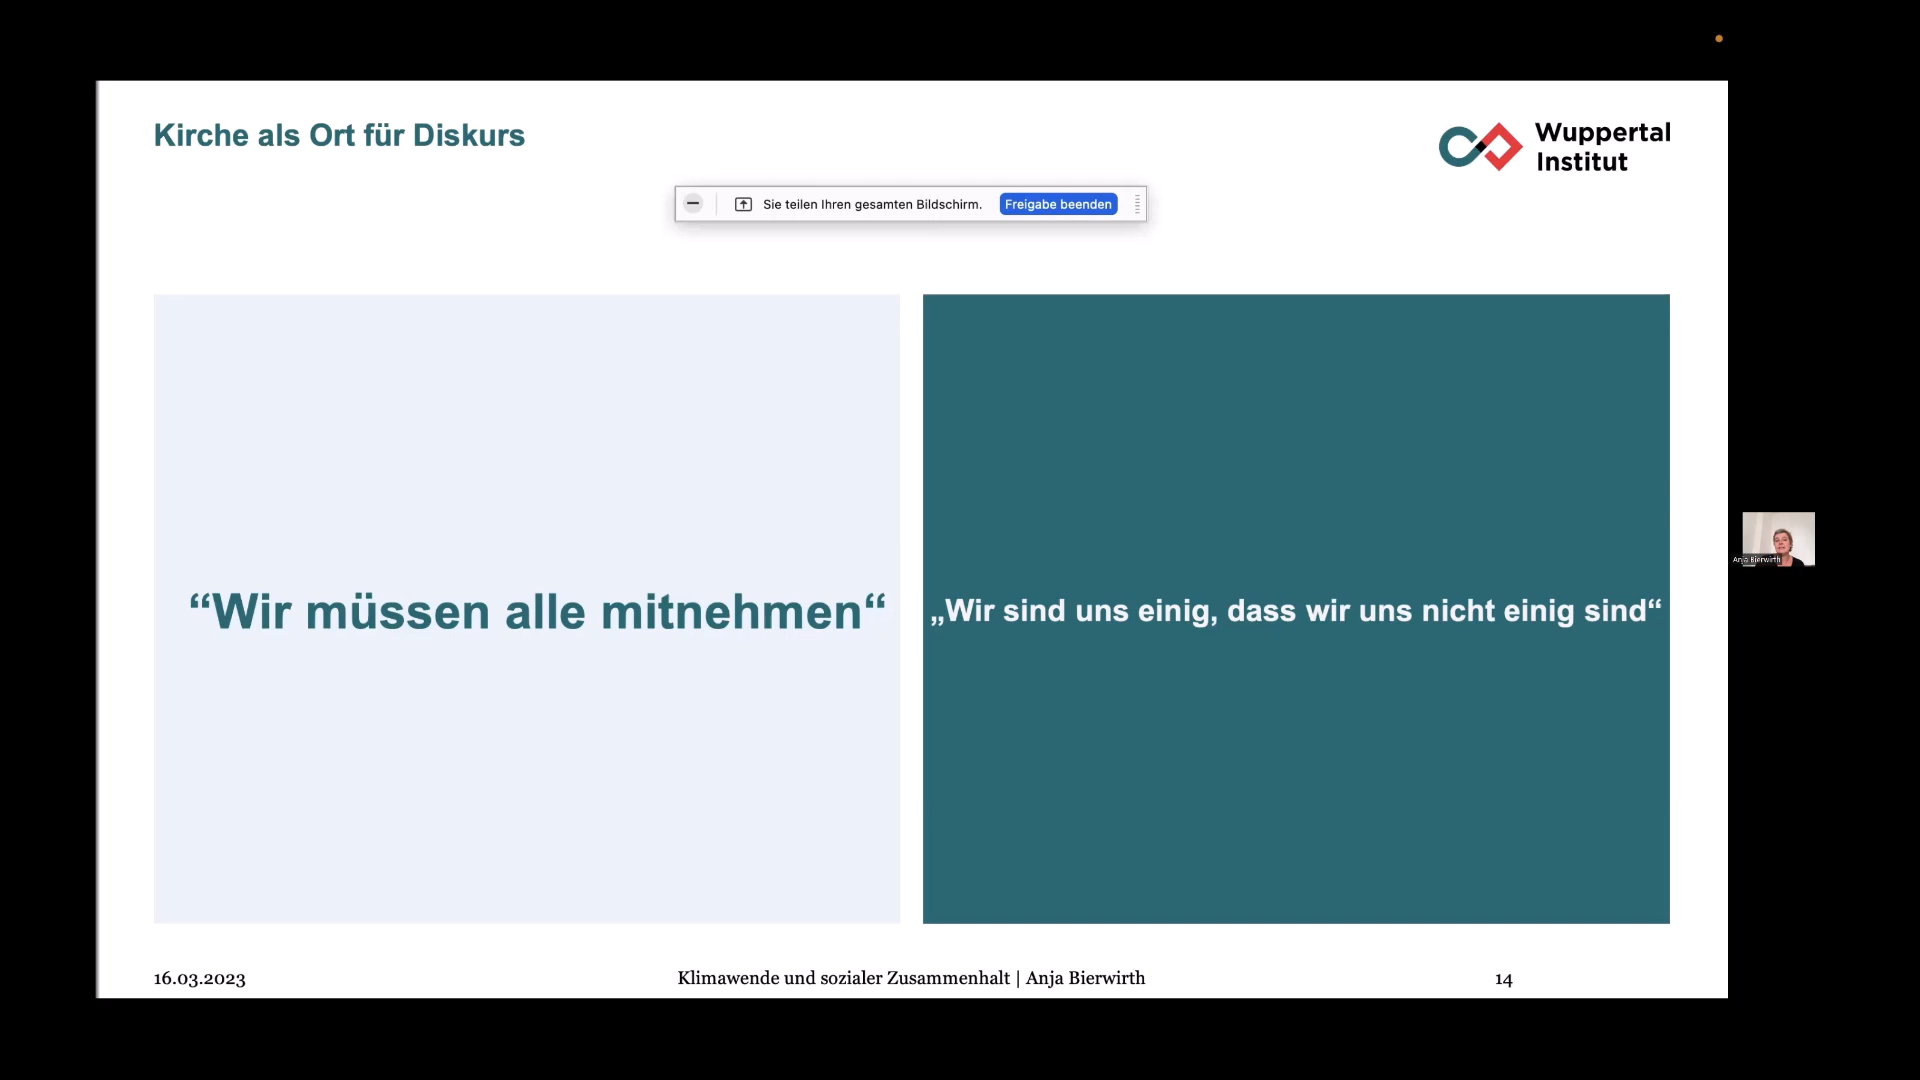 Kirche als Ort für Diskurs
Wuppertal
Institut
Sie teilen Ihren gesamten Bildschirm.
Freigabe beenden
“Wir müssen alle mitnehmen“
„Wir sind uns einig, dass wir uns nicht einig sind“
Anja Bierwirth
16.03.2023
Klimawende und sozialer Zusammenhalt | Anja Bierwirth
14